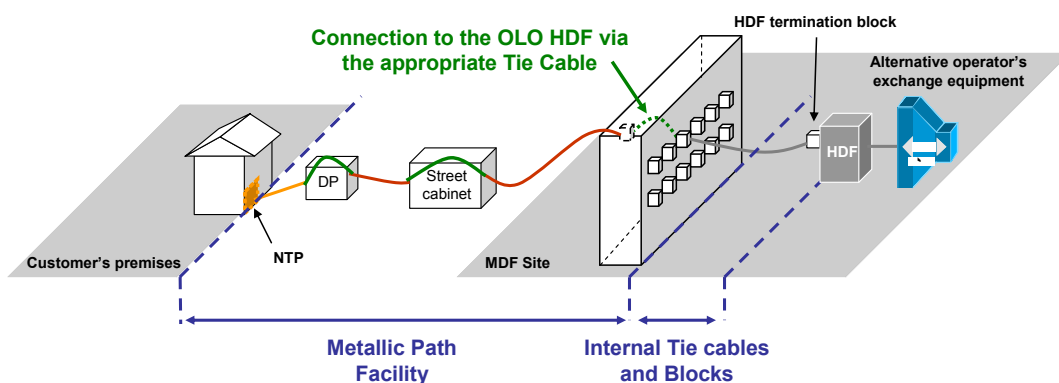 HDF termination block
Connection to the OLO HDF via
the appropriate Tie Cable
Alternative operator's
exchange equipment
HDF
DP
Street
cabinet
NTP
Customer's premises
MDF Site
Metallic Path
Facility
Internal Tie cables
and Blocks